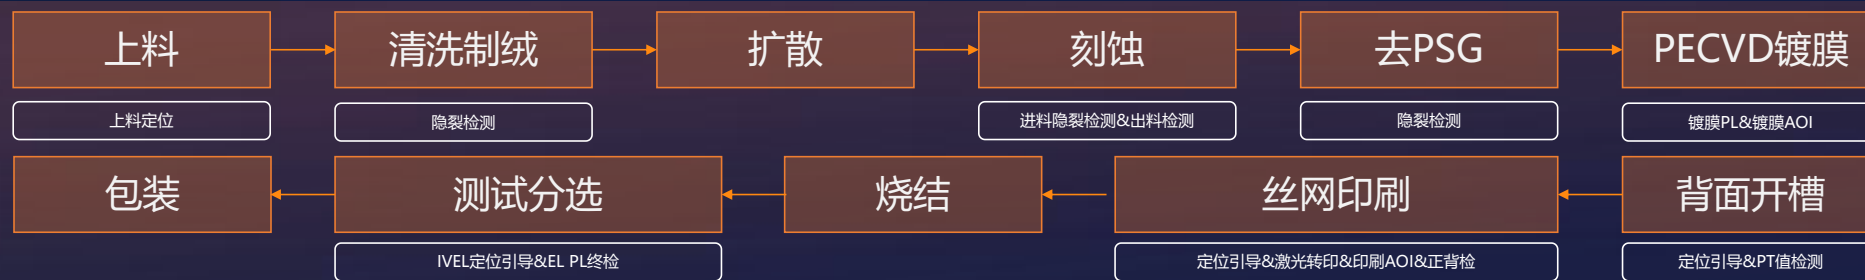 上料
清洗制绒
扩散
刻蚀
去PSG
PECVD镀膜
上料定位
隐裂检测
进料隐裂检测&出料检测
隐裂检测
镀膜PL&镀膜AOI
包装
测试分选
烧结
丝网印刷
背面开槽
IVEL定位引导&EL PL终检
定位引导&激光转印&印刷AOI&正背检
定位引导&PT值检测